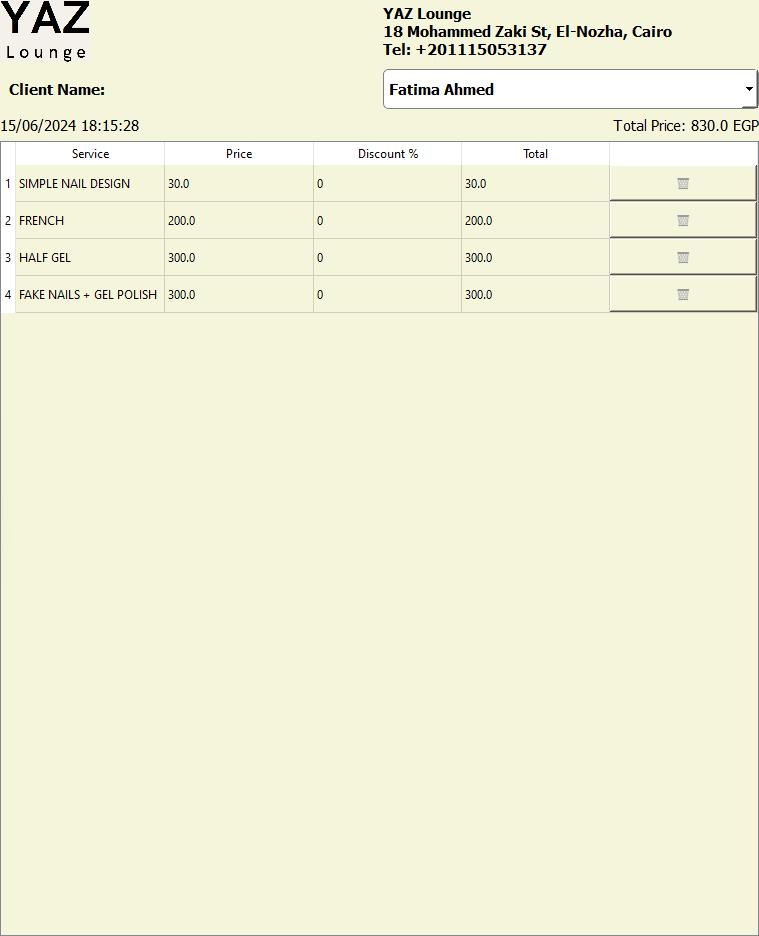 YAZ
Lounge
YAZ Lounge
18 Mohammed Zaki St, El-Nozha, Cairo
Tel: +201115053137
Client Name:
Fatima Ahmed
15/06/2024 18:15:28
Total Price: 830.0 EGP
Service Price Discount % Total
1 SIMPLE NAIL DESIGN 30.0 0 30.0
2 FRENCH 200.0 0 200.0
3 HALF GEL 300.0 0 300.0
4 FAKE NAILS + GEL POLISH 300.0 0 300.0